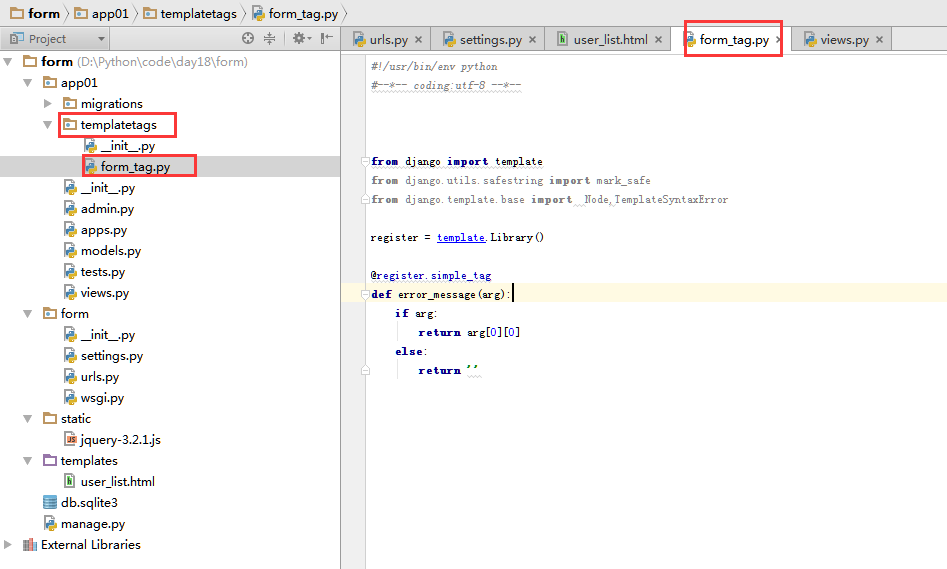 form app01 templatetags form_tag.py
Project
urls.py settings.py user_list.html form_tag.py views.py
form (D:\Python\code\day18\form)
app01
migrations
templatetags
__init__.py
form_tag.py
__init__.py
admin.py
apps.py
models.py
tests.py
views.py
form
__init__.py
settings.py
urls.py
wsgi.py
static
jquery-3.2.1.js
templates
user_list.html
db.sqlite3
manage.py
External Libraries
#!/usr/bin/env python
#--*-- coding:utf-8 --*--
from django import template
from django.utils.safestring import mark_safe
from django.template.base import  Node,TemplateSyntaxError
register = template.Library()
@register.simple_tag
def error_message(arg):
if arg:
return arg[0][0]
else:
return ''